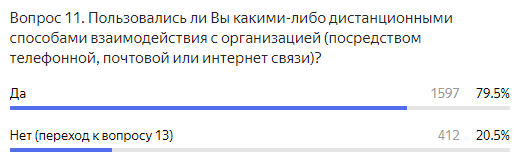 Вопрос 11. Пользовались ли Вы какими-либо дистанционными
способами взаимодействия с организацией (посредством
телефонной, почтовой или интернет связи)?
Да 1597 79.5%
Нет (переход к вопросу 13) 412 20.5%